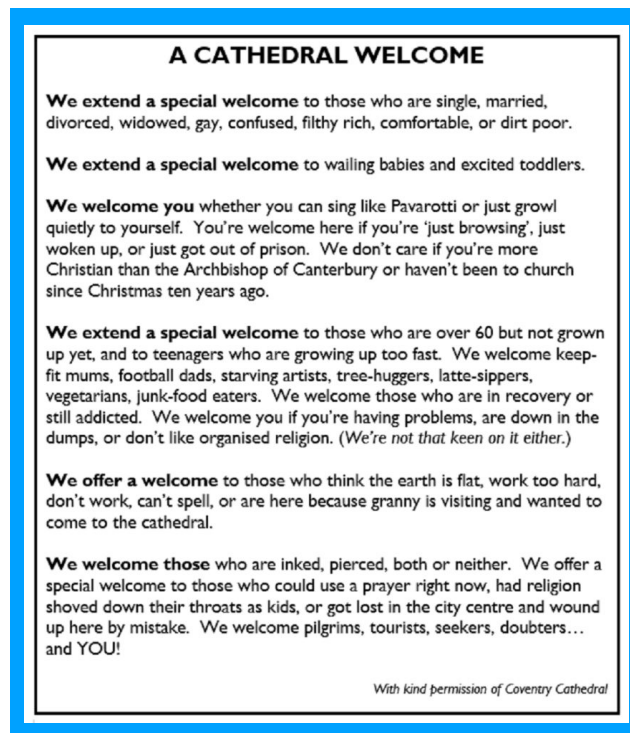 A CATHEDRAL WELCOME
We extend a special welcome to those who are single, married,
divorced, widowed, gay, confused, filthy rich, comfortable, or dirt poor.
We extend a special welcome to wailing babies and excited toddlers.
We welcome you whether you can sing like Pavarotti or just growl
quietly to yourself. You're welcome here if you're 'just browsing', just
woken up, or just got out of prison. We don't care if you're more
Christian than the Archbishop of Canterbury or haven't been to church
since Christmas ten years ago.
We extend a special welcome to those who are over 60 but not grown
up yet, and to teenagers who are growing up too fast. We welcome keep-
fit mums, football dads, starving artists, tree-huggers, latte-sippers,
vegetarians, junk-food eaters. We welcome those who are in recovery or
still addicted. We welcome you if you're having problems, are down in the
dumps, or don't like organised religion. (We're not that keen on it either.)
We offer a welcome to those who think the earth is flat, work too hard,
don't work, can't spell, or are here because granny is visiting and wanted to
come to the cathedral.
We welcome those who are inked, pierced, both or neither. We offer a
special welcome to those who could use a prayer right now, had religion
shoved down their throats as kids, or got lost in the city centre and wound
up here by mistake. We welcome pilgrims, tourists, seekers, doubters…
and YOU!
With kind permission of Coventry Cathedral